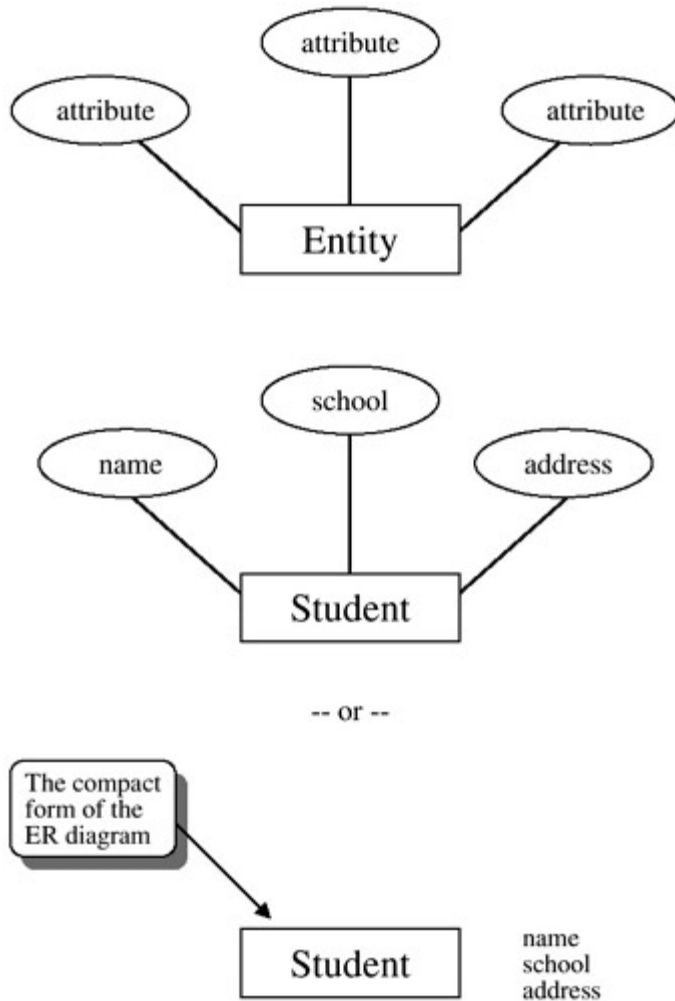 attribute
attribute
attribute
Entity
school
name
address
Student
-- or --
The compact
form of the
ER diagram
Student
name
school
address